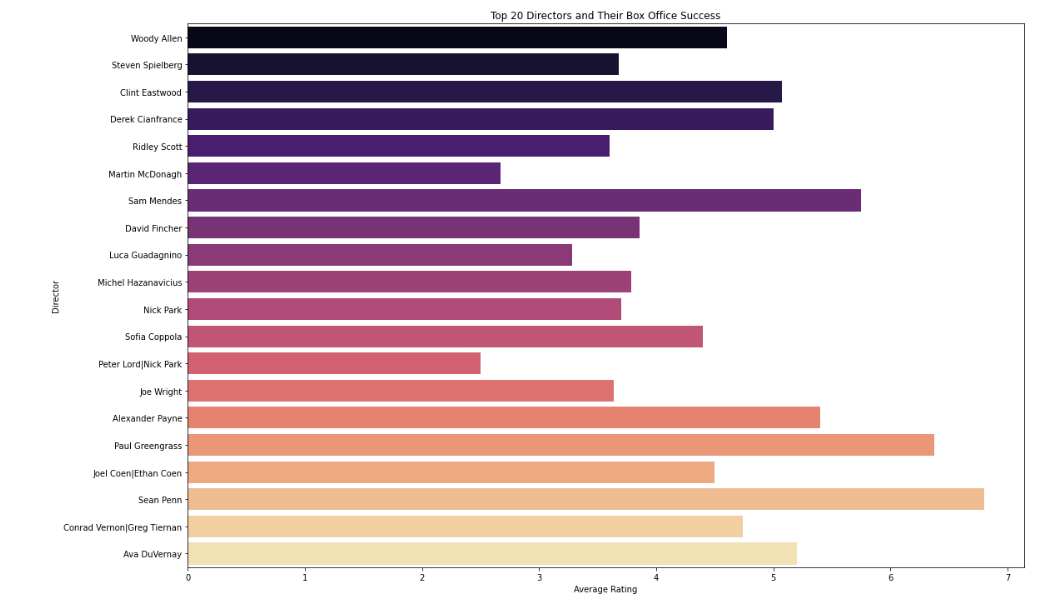 Top 20 Directors and Their Box Office Success
Woody Allen
Steven Spielberg
Clint Eastwood
Derek Cianfrance
Ridley Scott
Martin McDonagh
Sam Mendes
David Fincher
Luca Guadagnino
Michel Hazanavicius
Nick Park
Sofia Coppola
Peter Lord|Nick Park
Joe Wright
Alexander Payne
Paul Greengrass
Joel Coen|Ethan Coen
Sean Penn
Conrad Vernon|Greg Tiernan
Ava DuVernay
Director
0 1 2 3 4 5 6 7
Average Rating